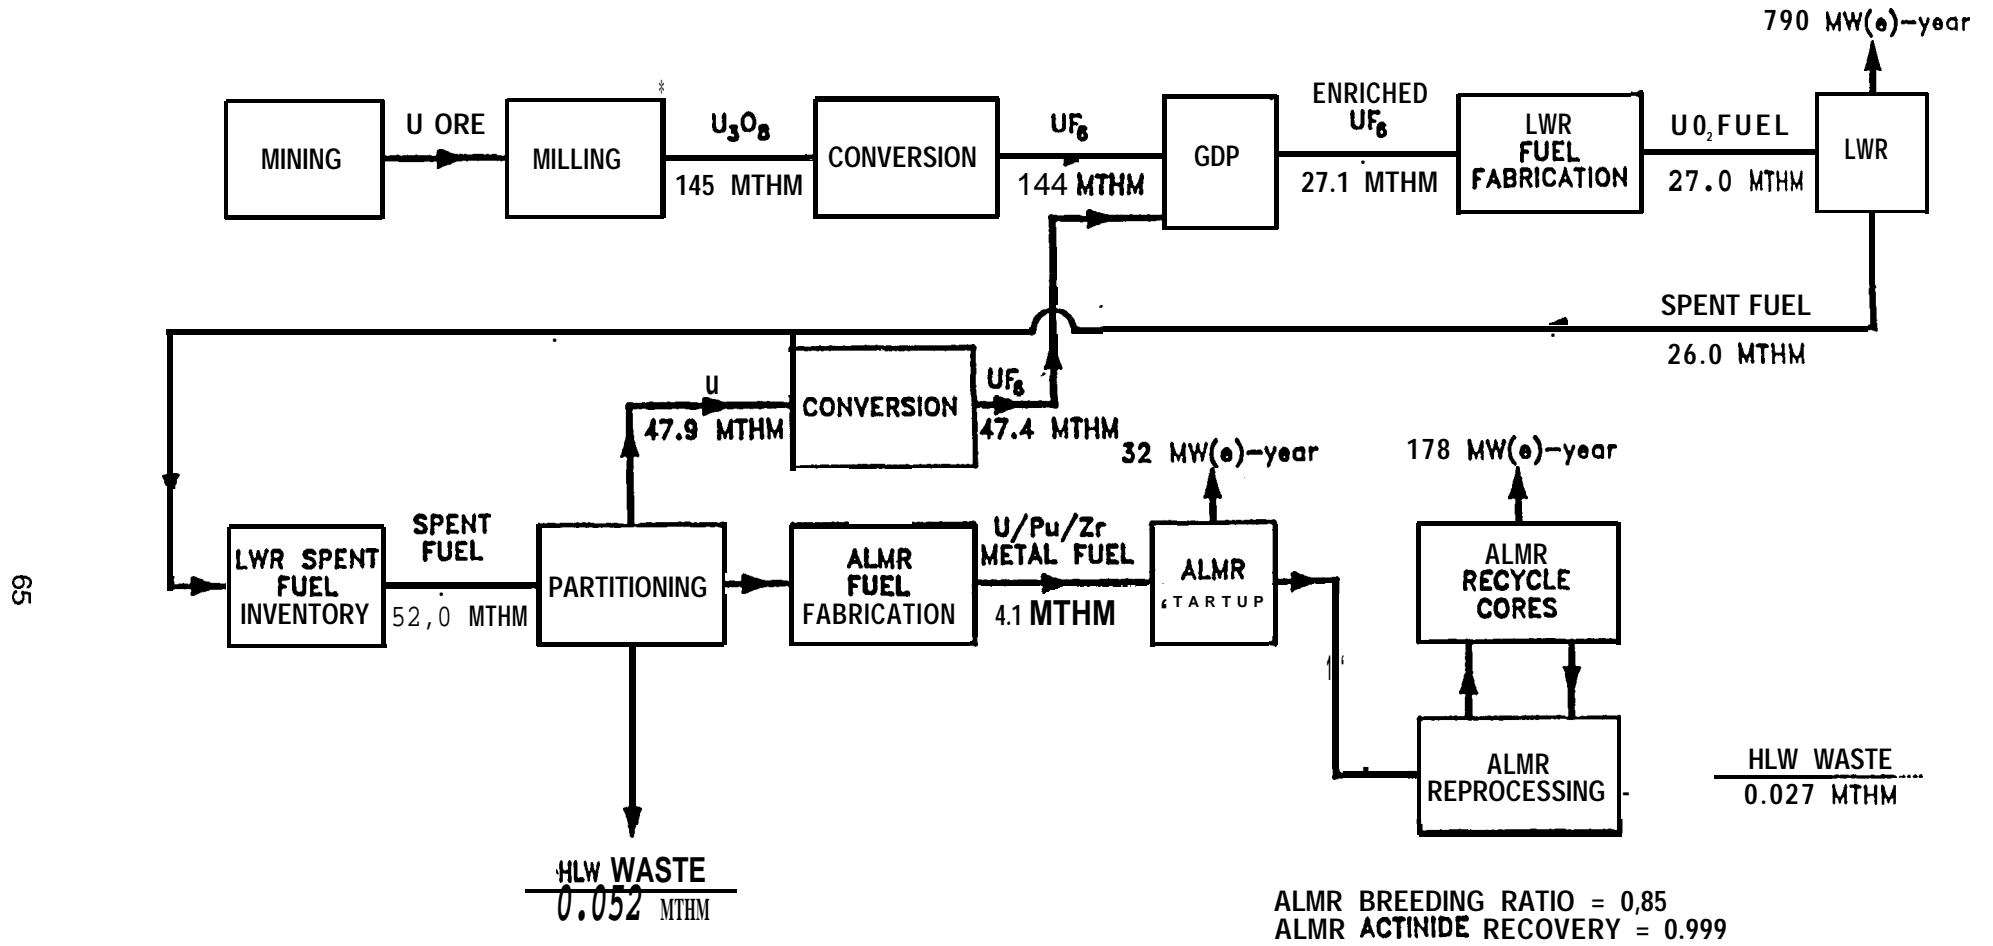 790 MW(e)-year
MINING
U ORE
MILLING
*
U₃O₈
145 MTHM
CONVERSION
UF₆
144 MTHM
GDP
ENRICHED
UF₆
27.1 MTHM
LWR
FUEL
FABRICATION
UO₂ FUEL
27.0 MTHM
LWR
SPENT FUEL
26.0 MTHM
u
47.9 MTHM
CONVERSION
UF₆
47.4 MTHM
32 MW(e)-year
178 MW(e)-year
LWR SPENT
FUEL
INVENTORY
SPENT
FUEL
52,0 MTHM
PARTITIONING
ALMR
FUEL
FABRICATION
U/Pu/Zr
METAL FUEL
4.1 MTHM
ALMR
TARTUP
ALMR
RECYCLE
CORES
ALMR
REPROCESSING
HLW WASTE
0.027 MTHM
HLW WASTE
0.052 MTHM
ALMR BREEDING RATIO = 0,85
ALMR ACTINIDE RECOVERY = 0.999
65